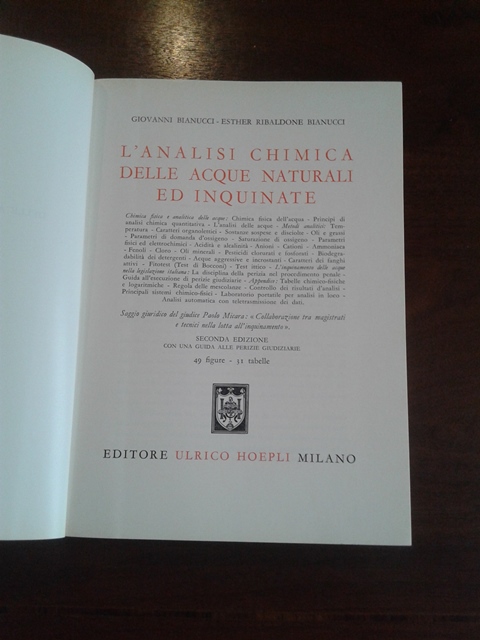 GIOVANNI BIANUCCI - ESTHER RIBALDONE BIANUCCI
L'ANALISI CHIMICA
DELLE ACQUE NATURALI
ED INQUINATE
Chimica fisica e analitica delle acque: Chimica fisica dell'acqua - Principi di
analisi chimica quantitativa - L'analisi delle acque - Metodi analitici: Tem-
peratura - Caratteri organolettici - Sostanze sospese e disciolte - Oli e grassi
- Parametri di domanda d'ossigeno - Saturazione di ossigeno - Parametri
fisici ed elettrochimici - Acidità e alcalinità - Anioni - Cationi - Ammoniaca
- Fenoli - Cloro - Oli minerali - Pesticidi clorurati e fosforati - Biodegra-
dabilità dei detergenti - Acque aggressive e incrostanti - Caratteri dei fanghi
attivi - Fitotest (Test di Boccone) - Test ittico - L'inquinamento delle acque
nella legislazione italiana: La disciplina della perizia nel procedimento penale -
Guida all'esecuzione di perizie giudiziarie - Appendice: Tabelle chimico-fisiche
e logaritmiche - Regola delle mescolanze - Controllo dei risultati d'analisi -
Principali sistemi chimico-fisici - Laboratorio portatile per analisi in loco -
Analisi automatica con teletrasmissione dei dati.
Saggio giuridico del giudice Paolo Micara: « Collaborazione tra magistrati
e tecnici nella lotta all'inquinamento ».
SECONDA EDIZIONE
CON UNA GUIDA ALLE PERIZIE GIUDIZIARIE
49 figure - 31 tabelle
EDITORE ULRICO HOEPLI MILANO